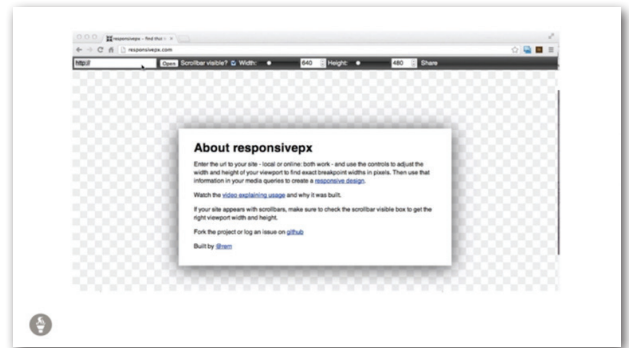 responsivepx - find that
responsivepx.com
http:// Open Scrollbar visible? Width: 640 Height: 480 Share
About responsivepx
Enter the url to your site - local or online: both work - and use the controls to adjust the
width and height of your viewport to find exact breakpoint widths in pixels. Then use that
information in your media queries to create a responsive design.
Watch the video explaining usage and why it was built.
If your site appears with scrollbars, make sure to check the scrollbar visible box to get the
right viewport width and height.
Fork the project or log an issue on github
Built by @rem